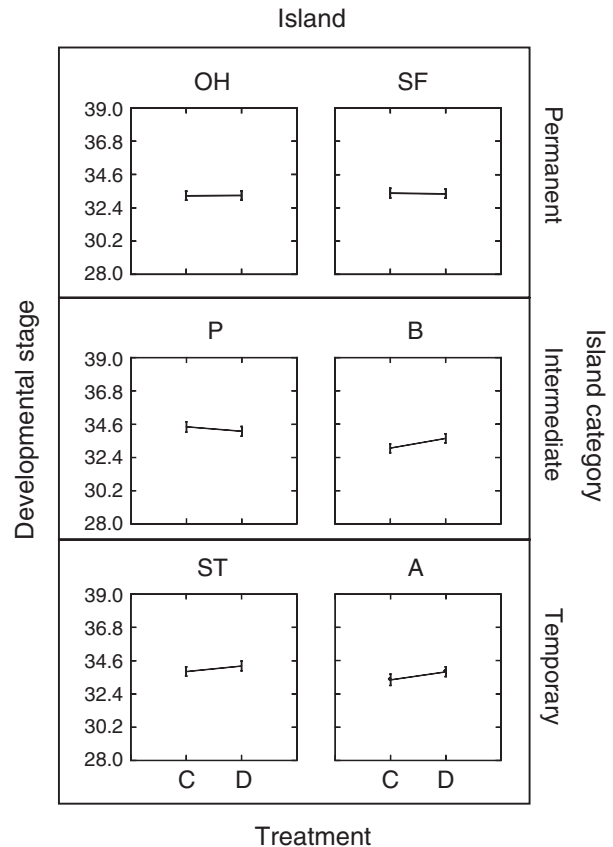 Island
OH SF
39.0
36.8
34.6
32.4
30.2
28.0
Permanent
P B
39.0
36.8
34.6
32.4
30.2
28.0
Intermediate
ST A
39.0
36.8
34.6
32.4
30.2
28.0
Temporary
C D C D
Treatment
Developmental stage
Island category